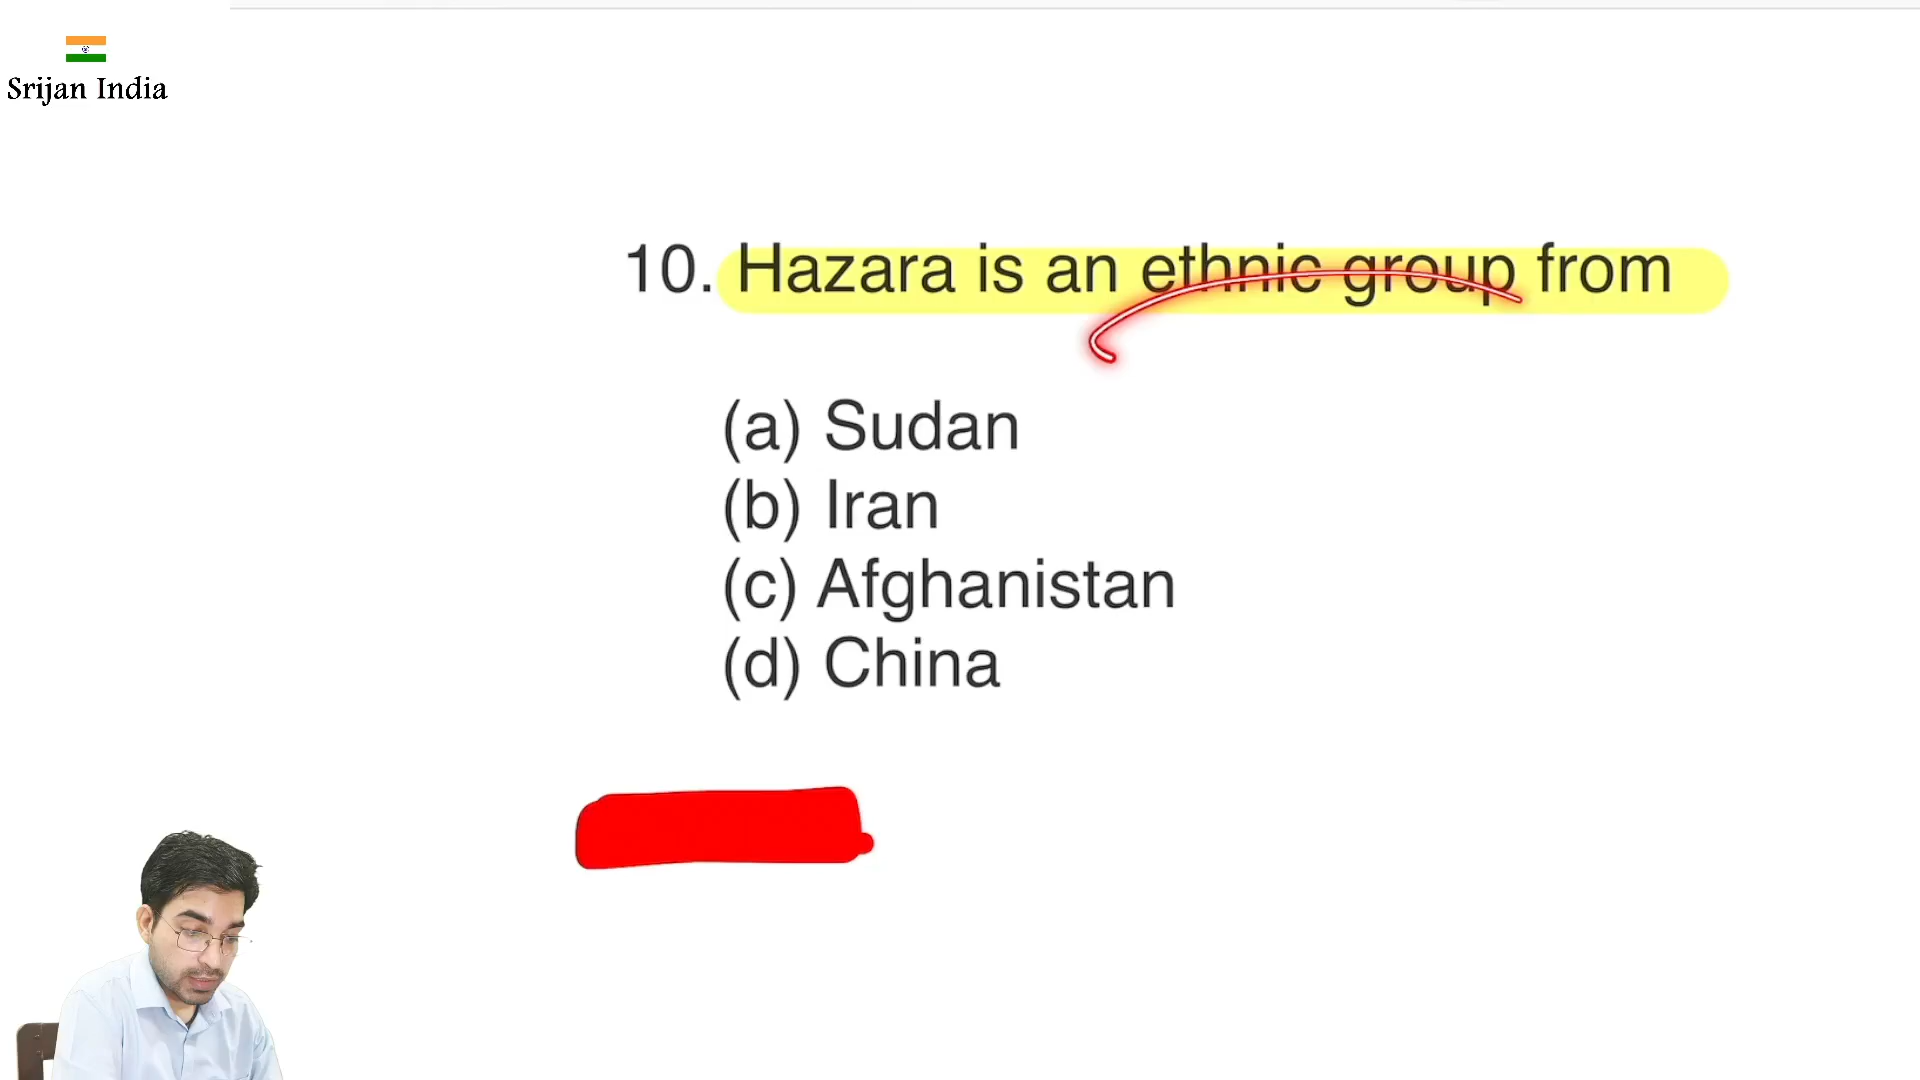 Srijan India
10. Hazara is an ethnic group from
(a) Sudan
(b) Iran
(c) Afghanistan
(d) China